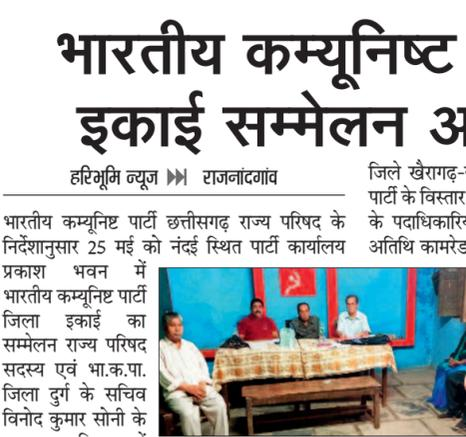 भारतीय कम्यूनिष्ट
इकाई सम्मेलन अ
हरिभूमि न्यूज राजनांदगांव
भारतीय कम्यूनिष्ट पार्टी छत्तीसगढ़ राज्य परिषद के
निर्देशानुसार 25 मई को नंदई स्थित पार्टी कार्यालय
प्रकाश भवन में
भारतीय कम्यूनिष्ट पार्टी
जिला इकाई का
सम्मेलन राज्य परिषद
सदस्य एवं भा.क.पा.
जिला दुर्ग के सचिव
विनोद कुमार सोनी के
जिले खैरागढ़-
पार्टी के विस्तार
के पदाधिकारि
अतिथि कामरेड